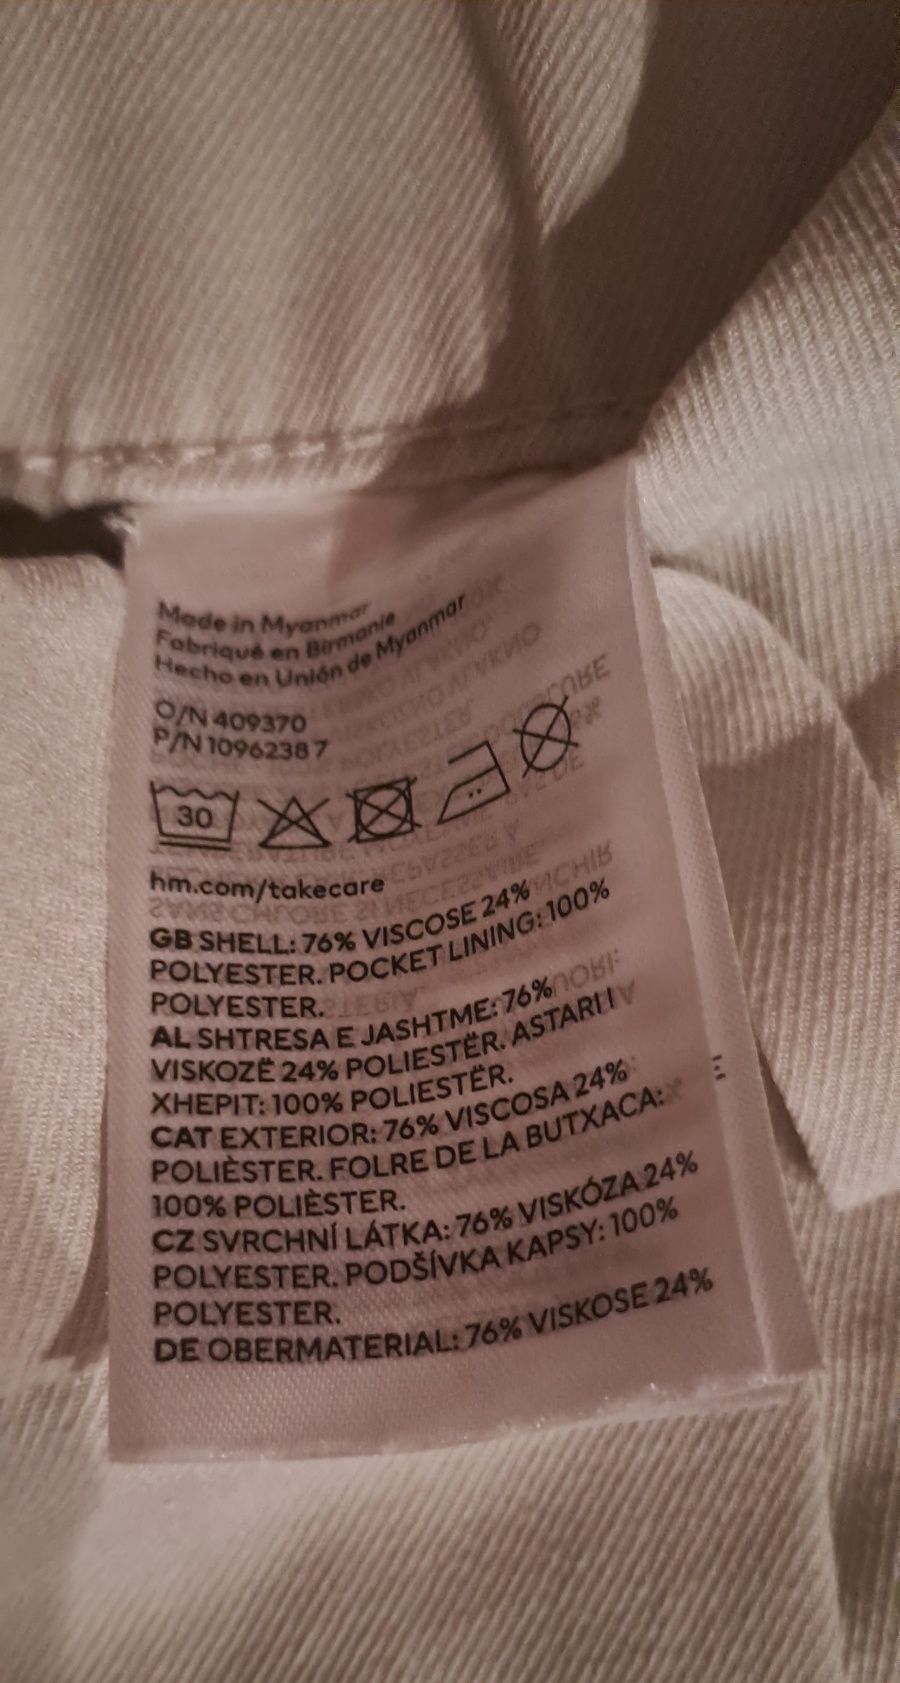 Made in Myanmar
Fabriqué en Birmanie
Hecho en Unión de Myanmar
O/N 409370
P/N 10962387
30
hm.com/takecare
GB SHELL: 76% VISCOSE 24%
POLYESTER. POCKET LINING: 100%
POLYESTER.
AL SHTRESA E JASHTME: 76%
VISKOZË 24% POLIESTËR. ASTARI I
XHEPIT: 100% POLIESTËR.
CAT EXTERIOR: 76% VISCOSA 24%
POLIÈSTER. FOLRE DE LA BUTXACA:
100% POLIÈSTER.
CZ SVRCHNÍ LÁTKA: 76% VISKÓZA 24%
POLYESTER. PODŠÍVKA KAPSY: 100%
POLYESTER.
DE OBERMATERIAL: 76% VISKOSE 24%